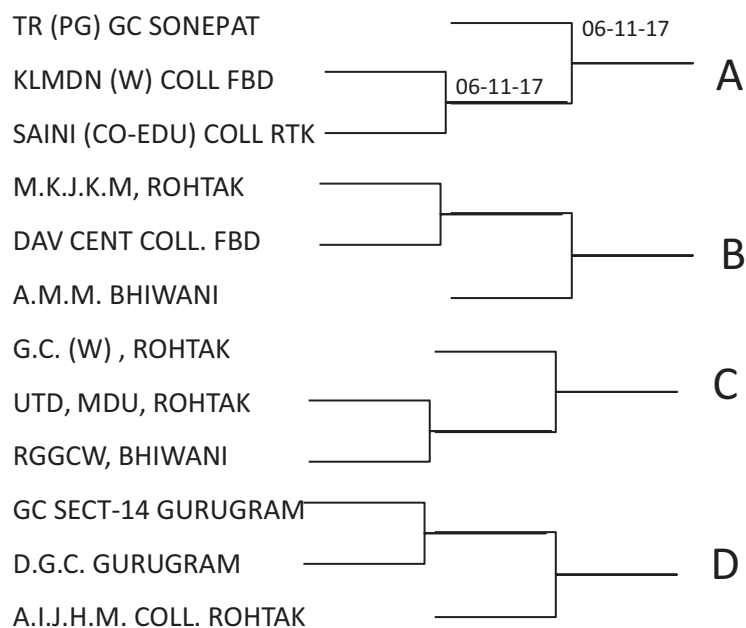 TR (PG) GC SONEPAT
06-11-17
KLMDN (W) COLL FBD
06-11-17
A
SAINI (CO-EDU) COLL RTK
M.K.J.K.M, ROHTAK
DAV CENT COLL. FBD
B
A.M.M. BHIWANI
G.C. (W) , ROHTAK
C
UTD, MDU, ROHTAK
RGGCW, BHIWANI
GC SECT-14 GURUGRAM
D.G.C. GURUGRAM
D
A.I.J.H.M. COLL. ROHTAK